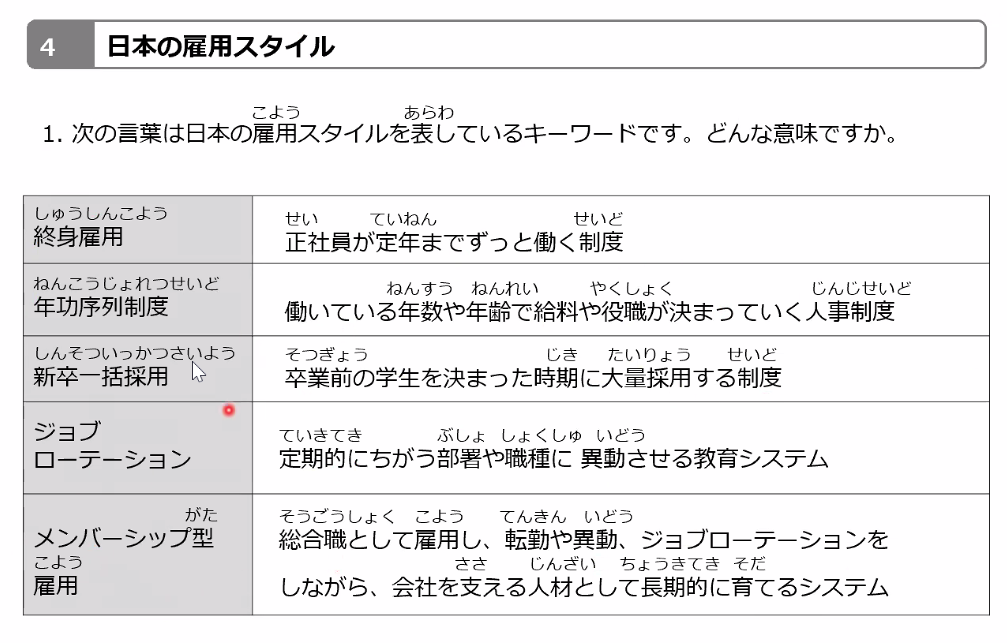 4 日本の雇用スタイル
こよう あらわ
1. 次の言葉は日本の雇用スタイルを表しているキーワードです。どんな意味ですか。
しゅうしんこよう
終身雇用
せい ていねん せいど
正社員が定年までずっと働く制度
ねんこうじょれつせいど
年功序列制度
ねんすう ねんれい やくしょく じんじせいど
働いている年数や年齢で給料や役職が決まっていく人事制度
しんそついっかつさいよう
新卒一括採用
そつぎょう じき たいりょう せいど
卒業前の学生を決まった時期に大量採用する制度
ジョブ
ローテーション
ていきてき ぶしょ しょくしゅ いどう
定期的にちがう部署や職種に 異動させる教育システム
がた
メンバーシップ型
こよう
雇用
そうごうしょく こよう てんきん いどう
総合職として雇用し、転勤や異動、ジョブローテーションを
ささ じんざい ちょうきてき そだ
しながら、会社を支える人材として長期的に育てるシステム